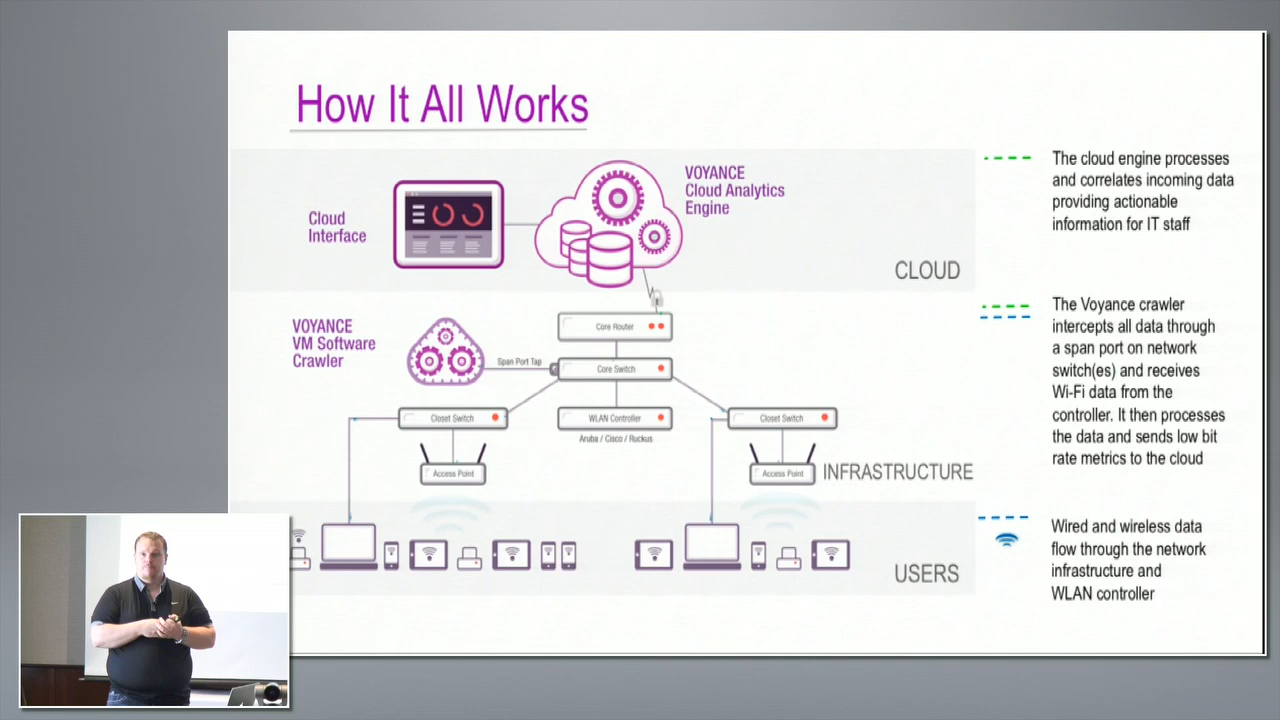 How It All Works
Cloud
Interface
VOYANCE
Cloud Analytics
Engine
CLOUD
The cloud engine processes
and correlates incoming data
providing actionable
information for IT staff
VOYANCE
VM Software
Crawler
Span Port Tap
Core Router
Core Switch
Closet Switch
WLAN Controller
Closet Switch
Aruba / Cisco / Ruckus
Access Point
Access Point
INFRASTRUCTURE
The Voyance crawler
intercepts all data through
a span port on network
switch(es) and receives
Wi-Fi data from the
controller. It then processes
the data and sends low bit
rate metrics to the cloud
USERS
Wired and wireless data
flow through the network
infrastructure and
WLAN controller